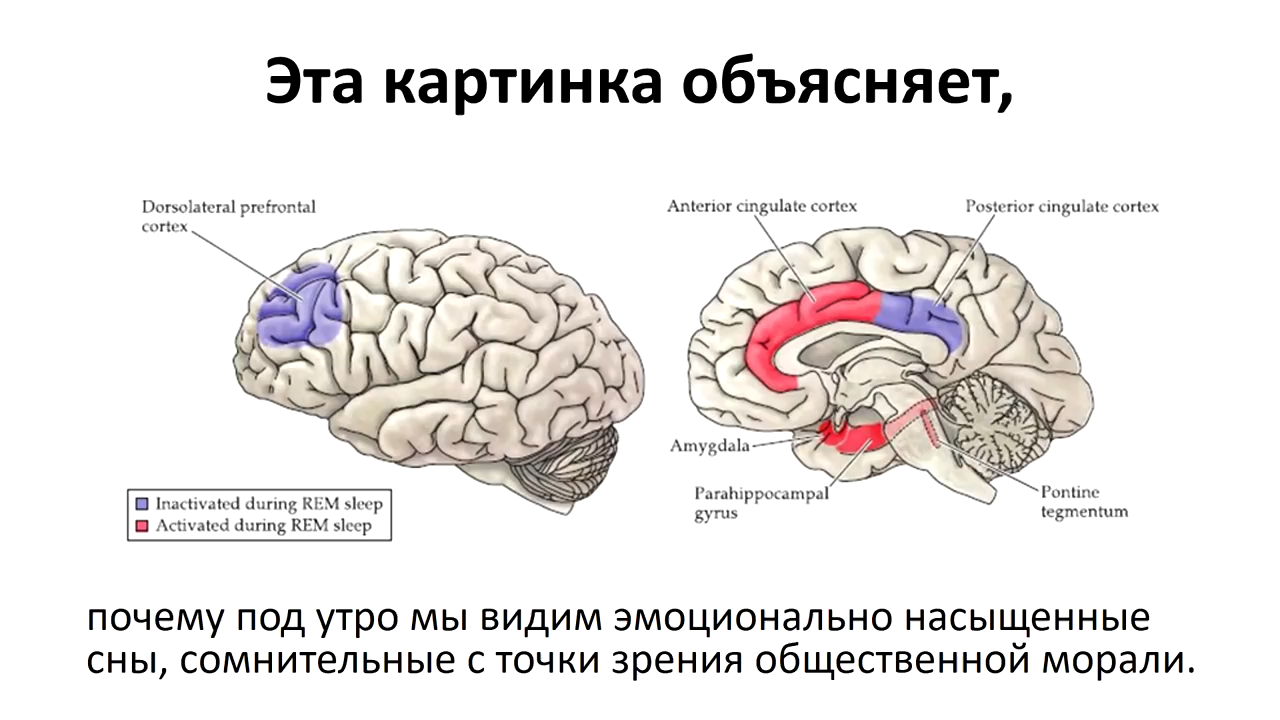 Эта картинка объясняет,
Dorsolateral prefrontal
cortex
Anterior cingulate cortex
Posterior cingulate cortex
Amygdala
Parahippocampal
gyrus
Pontine
tegmentum
Inactivated during REM sleep
Activated during REM sleep
почему под утро мы видим эмоционально насыщенные
сны, сомнительные с точки зрения общественной морали.